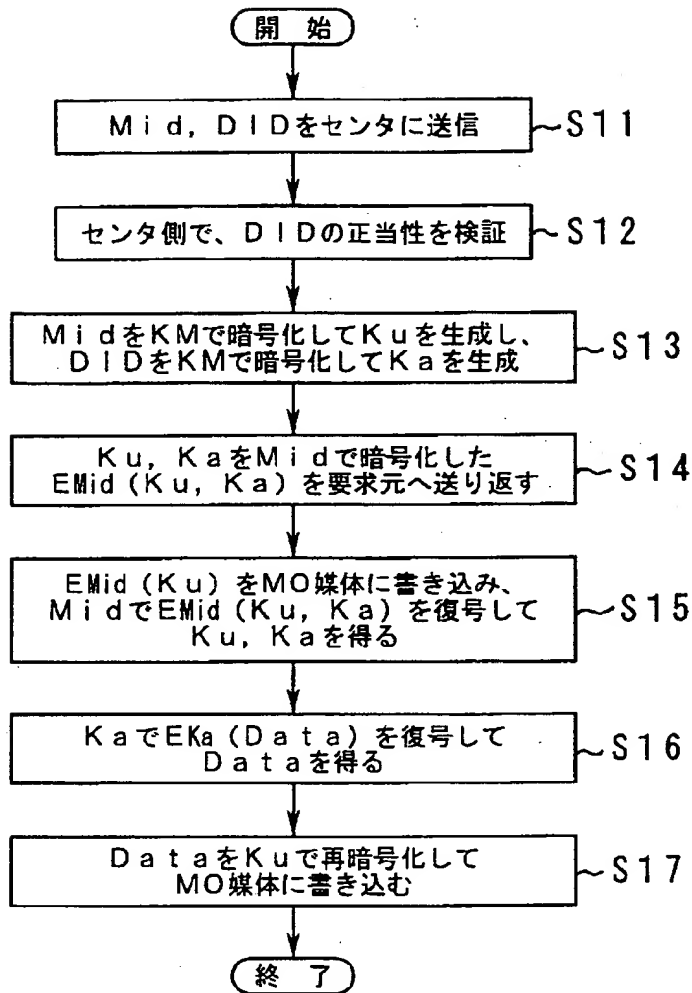 開 始
Mid, DIDをセンタに送信
S11
センタ側で、DIDの正当性を検証
S12
MidをKMで暗号化してKuを生成し、
DIDをKMで暗号化してKaを生成
S13
Ku, KaをMidで暗号化した
EMid (Ku, Ka) を要求元へ送り返す
S14
EMid (Ku) をMO媒体に書き込み、
MidでEMid (Ku, Ka) を復号して
Ku, Kaを得る
S15
KaでEKa (Data) を復号して
Dataを得る
S16
DataをKuで再暗号化して
MO媒体に書き込む
S17
終 了